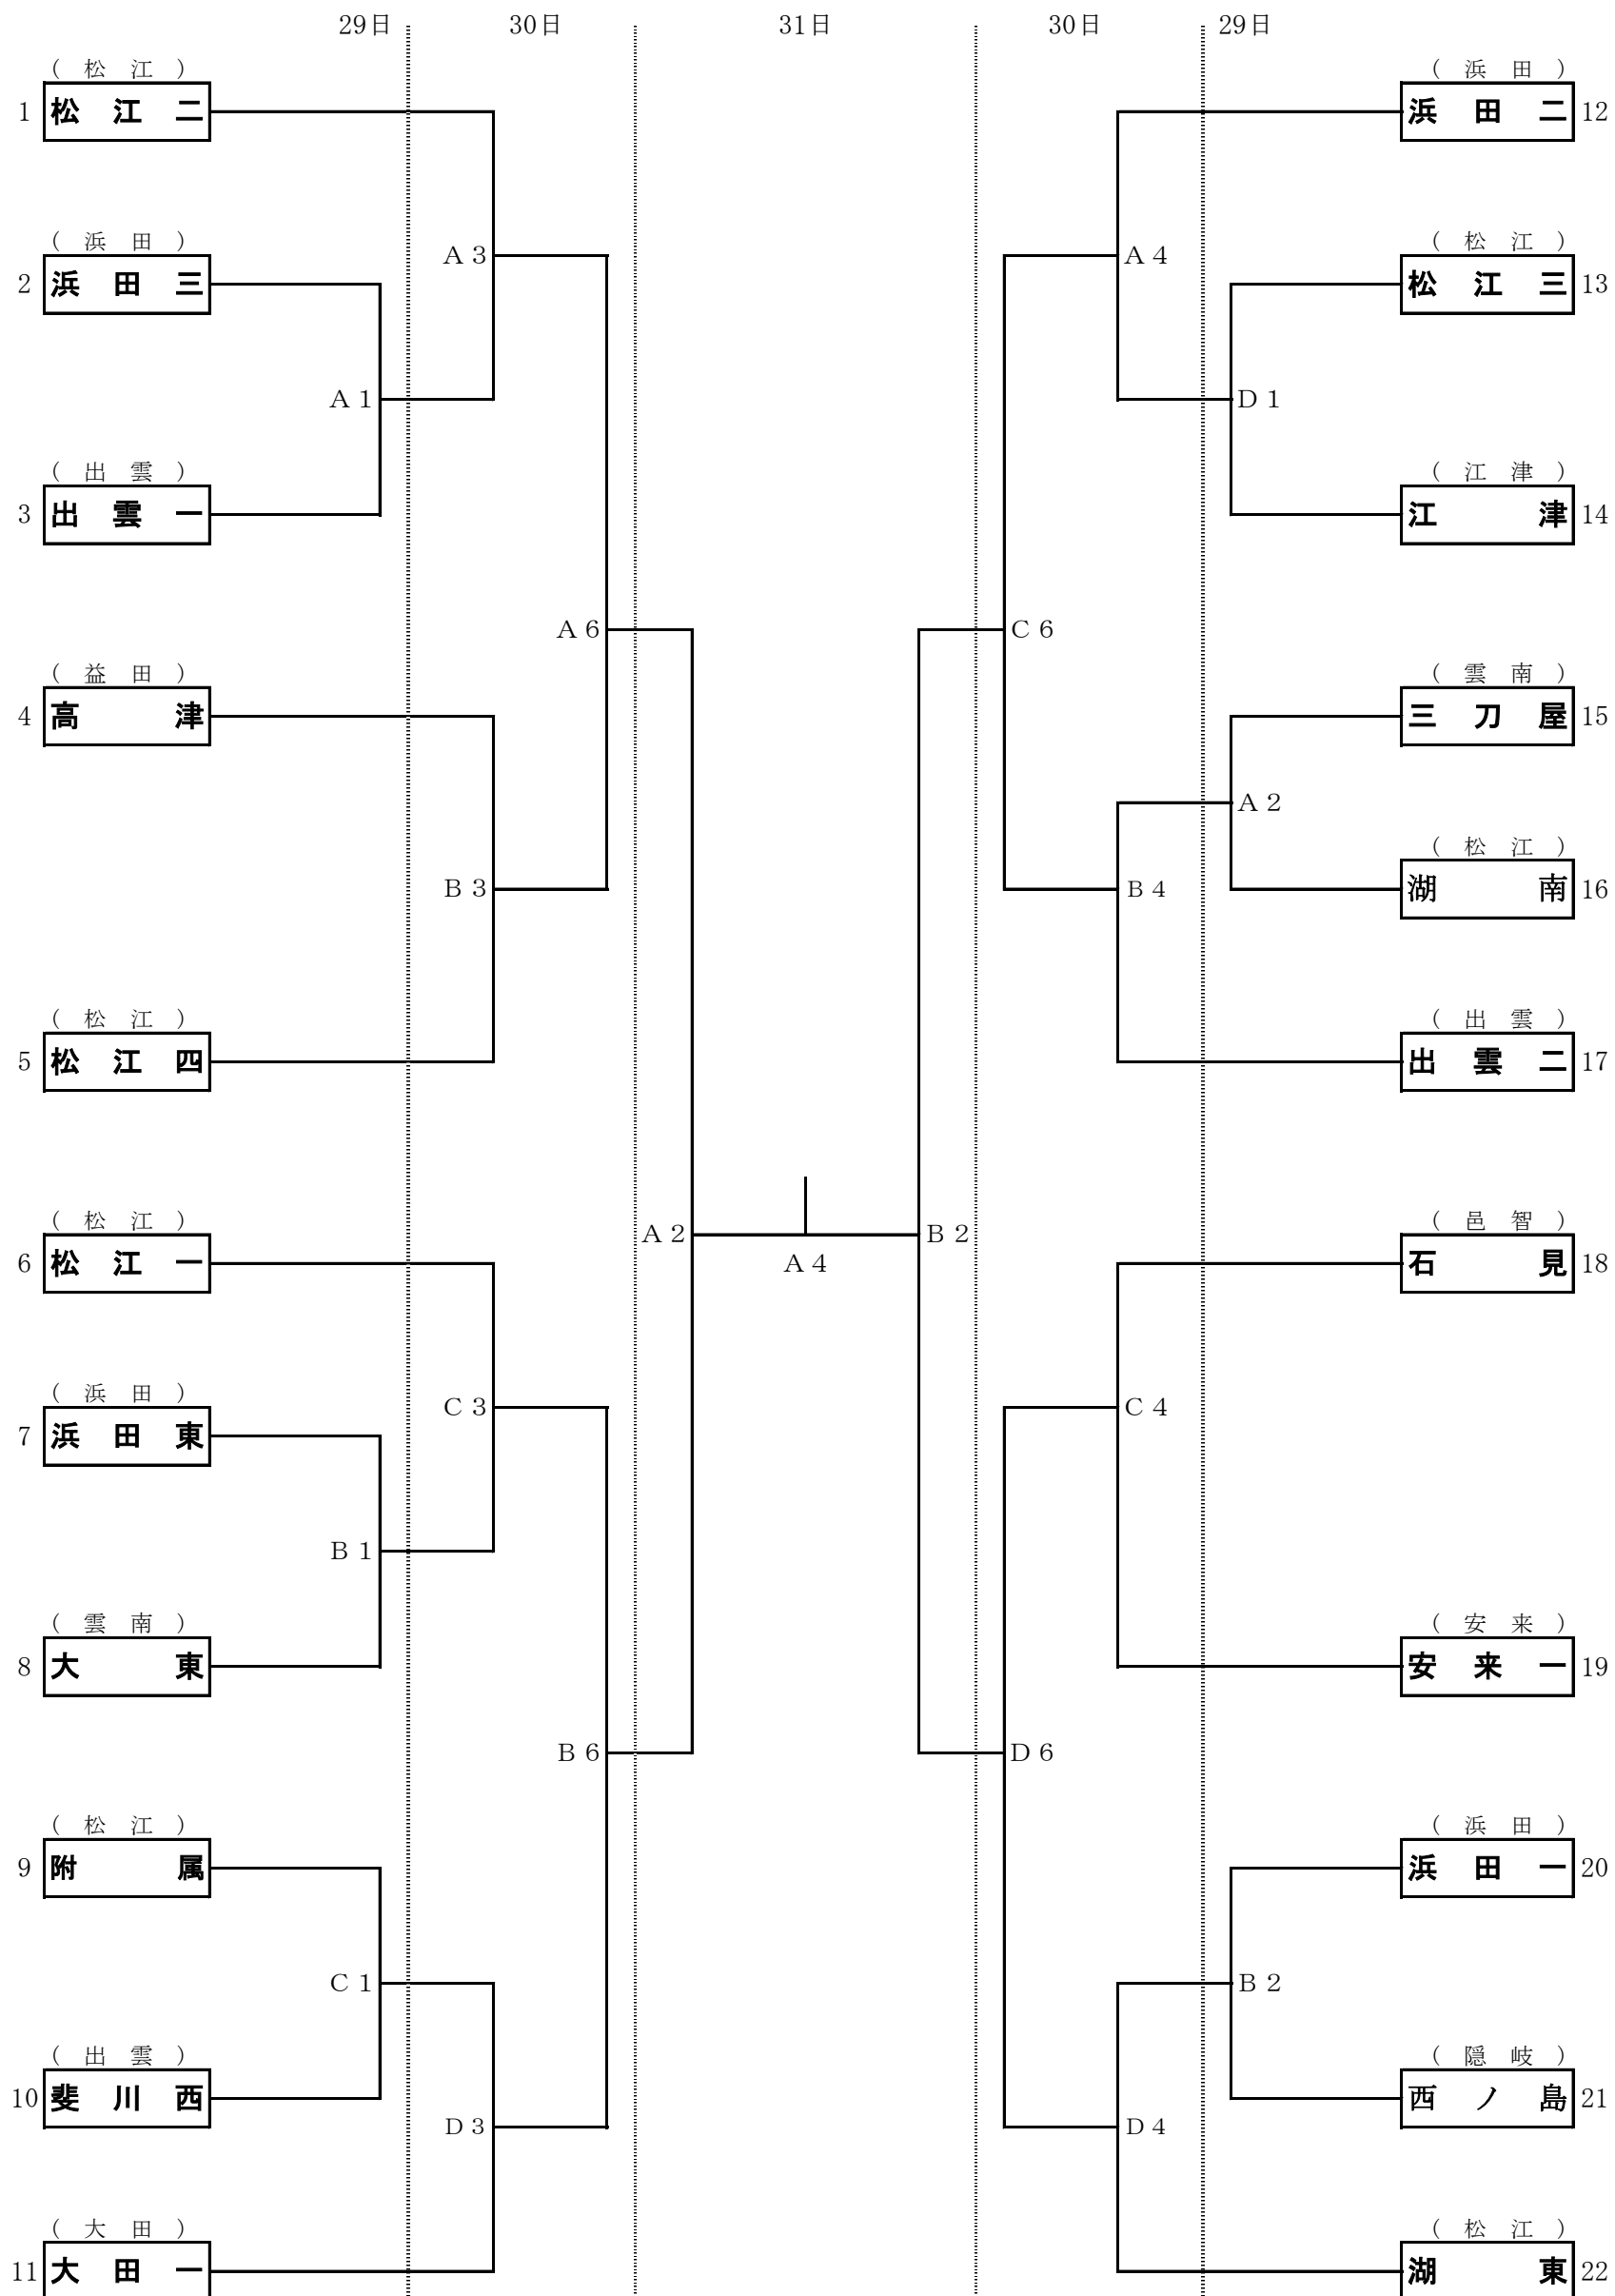 29日 30日 31日 30日 29日
( 松 江 ) ( 浜 田 )
1 松 江 二 浜 田 二 12
( 浜 田 ) ( 松 江 )
A 3 A 4
2 浜 田 三 松 江 三 13
A 1 D 1
( 出 雲 ) ( 江 津 )
3 出 雲 一 江 津 14
A 6 C 6
( 益 田 ) ( 雲 南 )
4 高 津 三 刀 屋 15
A 2
( 松 江 )
B 3 B 4 湖 南 16
( 松 江 ) ( 出 雲 )
5 松 江 四 出 雲 二 17
( 松 江 ) ( 邑 智 )
A 2 B 2
6 松 江 一 A 4 石 見 18
( 浜 田 )
C 3 C 4
7 浜 田 東
B 1
( 雲 南 ) ( 安 来 )
8 大 東 安 来 一 19
B 6 D 6
( 松 江 ) ( 浜 田 )
9 附 属 浜 田 一 20
C 1 B 2
( 出 雲 ) ( 隠 岐 )
10 斐 川 西 西 ノ 島 21
D 3 D 4
( 大 田 ) ( 松 江 )
11 大 田 一 湖 東 22